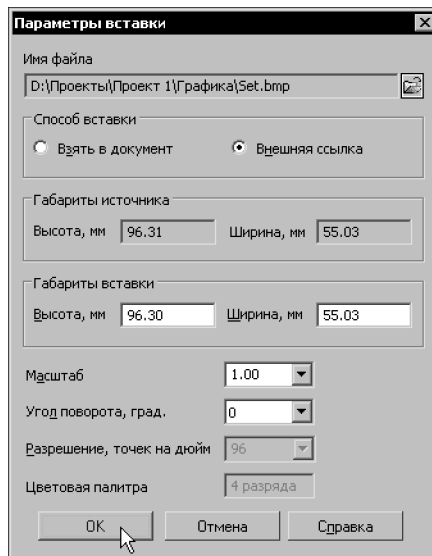 Параметры вставки
Имя файла
D:\Проекты\Проект 1\Графика\Set.bmp
Способ вставки
Взять в документ Внешняя ссылка
Габариты источника
Высота, мм 96.31 Ширина, мм 55.03
Габариты вставки
Высота, мм 96.30 Ширина, мм 55.03
Масштаб 1.00
Угол поворота, град. 0
Разрешение, точек на дюйм 96
Цветовая палитра 4 разряда
OK Отмена Справка